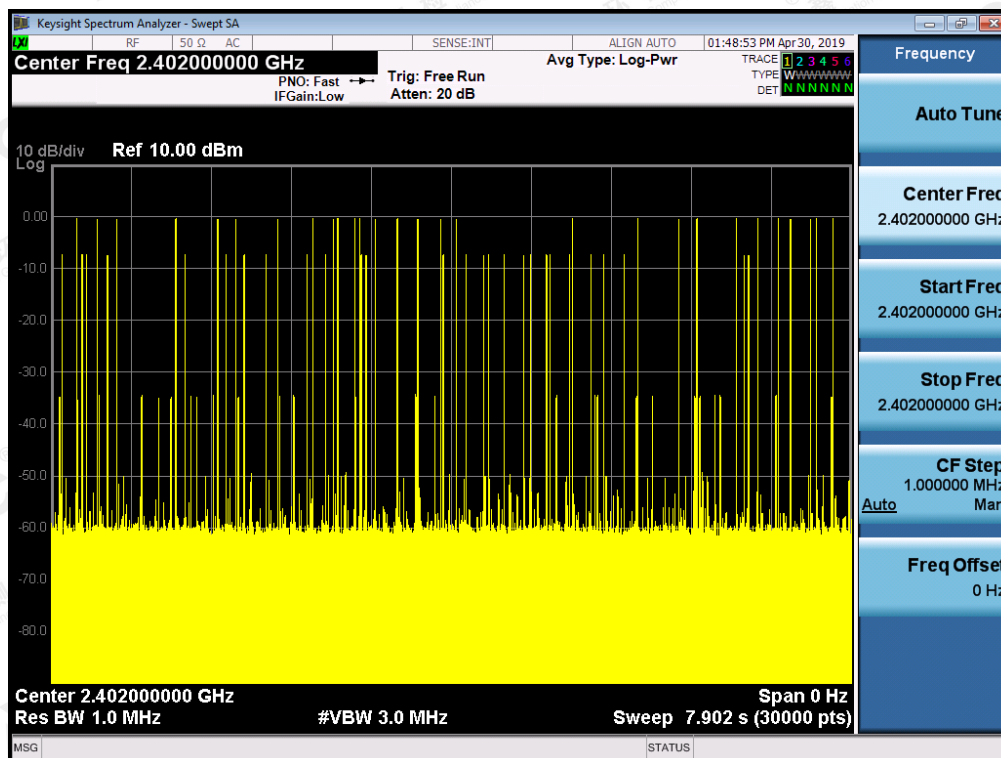 Keysight Spectrum Analyzer - Swept SA
LXI RF 50 Ω AC SENSE:INT ALIGN AUTO 01:48:53 PM Apr 30, 2019
Center Freq 2.402000000 GHz
PNO: Fast
IFGain:Low
Trig: Free Run
Atten: 20 dB
Avg Type: Log-Pwr
TRACE 1 2 3 4 5 6
TYPE WWWWWW
DET N N N N N N
10 dB/div
Log
Ref 10.00 dBm
0.00
-10.0
-20.0
-30.0
-40.0
-50.0
-60.0
-70.0
-80.0
Center 2.402000000 GHz
Span 0 Hz
Res BW 1.0 MHz
#VBW 3.0 MHz
Sweep 7.902 s (30000 pts)
MSG
STATUS
Frequency
Auto Tune
Center Freq
2.402000000 GHz
Start Freq
2.402000000 GHz
Stop Freq
2.402000000 GHz
CF Step
1.000000 MHz
Auto Man
Freq Offset
0 Hz